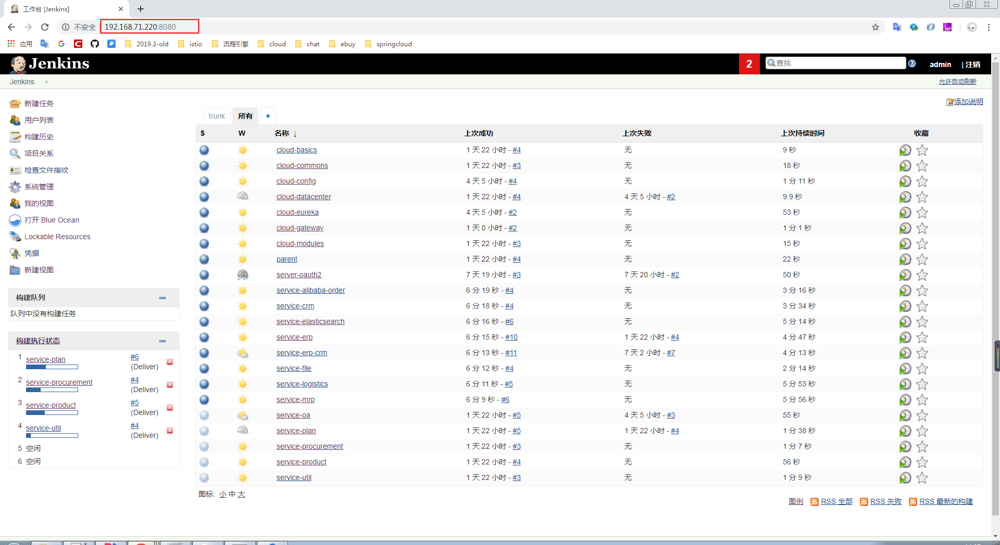 工作台 [Jenkins]
不安全 192.168.71.220:8080
应用 2019.3-old istio 流程引擎 cloud chat ebuy springcloud
Jenkins
2 查找 admin | 注销
Jenkins
允许自动刷新
添加说明
新建任务
用户列表
构建历史
项目关系
检查文件指纹
系统管理
我的视图
打开 Blue Ocean
Lockable Resources
凭据
新建视图
构建队列
队列中没有构建任务
构建执行状态
1 service-plan #6 (Deliver)
2 service-procurement #4 (Deliver)
3 service-product #5 (Deliver)
4 service-util #4 (Deliver)
5 空闲
6 空闲
trunk 所有 +
S W 名称 ↓ 上次成功 上次失败 上次持续时间 收藏
cloud-basics 1 天 22 小时 - #4 无 9 秒
cloud-commons 1 天 22 小时 - #3 无 18 秒
cloud-config 4 天 5 小时 - #4 无 1 分 11 秒
cloud-datacenter 1 天 22 小时 - #4 4 天 5 小时 - #2 9.9 秒
cloud-eureka 4 天 5 小时 - #2 无 53 秒
cloud-gateway 1 天 0 小时 - #2 无 1 分 1 秒
cloud-modules 1 天 22 小时 - #3 无 15 秒
parent 1 天 22 小时 - #4 无 22 秒
server-oauth2 7 天 19 小时 - #3 7 天 20 小时 - #2 50 秒
service-alibaba-order 6 分 19 秒 - #4 无 3 分 16 秒
service-crm 6 分 18 秒 - #4 无 3 分 34 秒
service-elasticsearch 6 分 16 秒 - #6 无 5 分 14 秒
service-erp 6 分 15 秒 - #10 1 天 22 小时 - #4 4 分 47 秒
service-erp-crm 6 分 13 秒 - #11 7 天 2 小时 - #7 4 分 13 秒
service-file 6 分 12 秒 - #4 无 2 分 14 秒
service-logistics 6 分 11 秒 - #5 无 5 分 53 秒
service-mrp 6 分 9 秒 - #6 无 5 分 56 秒
service-oa 1 天 22 小时 - #5 4 天 5 小时 - #3 55 秒
service-plan 1 天 22 小时 - #5 1 天 22 小时 - #4 1 分 38 秒
service-procurement 1 天 22 小时 - #3 无 1 分 7 秒
service-product 1 天 22 小时 - #4 无 56 秒
service-util 1 天 22 小时 - #3 无 1 分 9 秒
图标: 小 中 大
图例 RSS 全部 RSS 失败 RSS 最新的构建